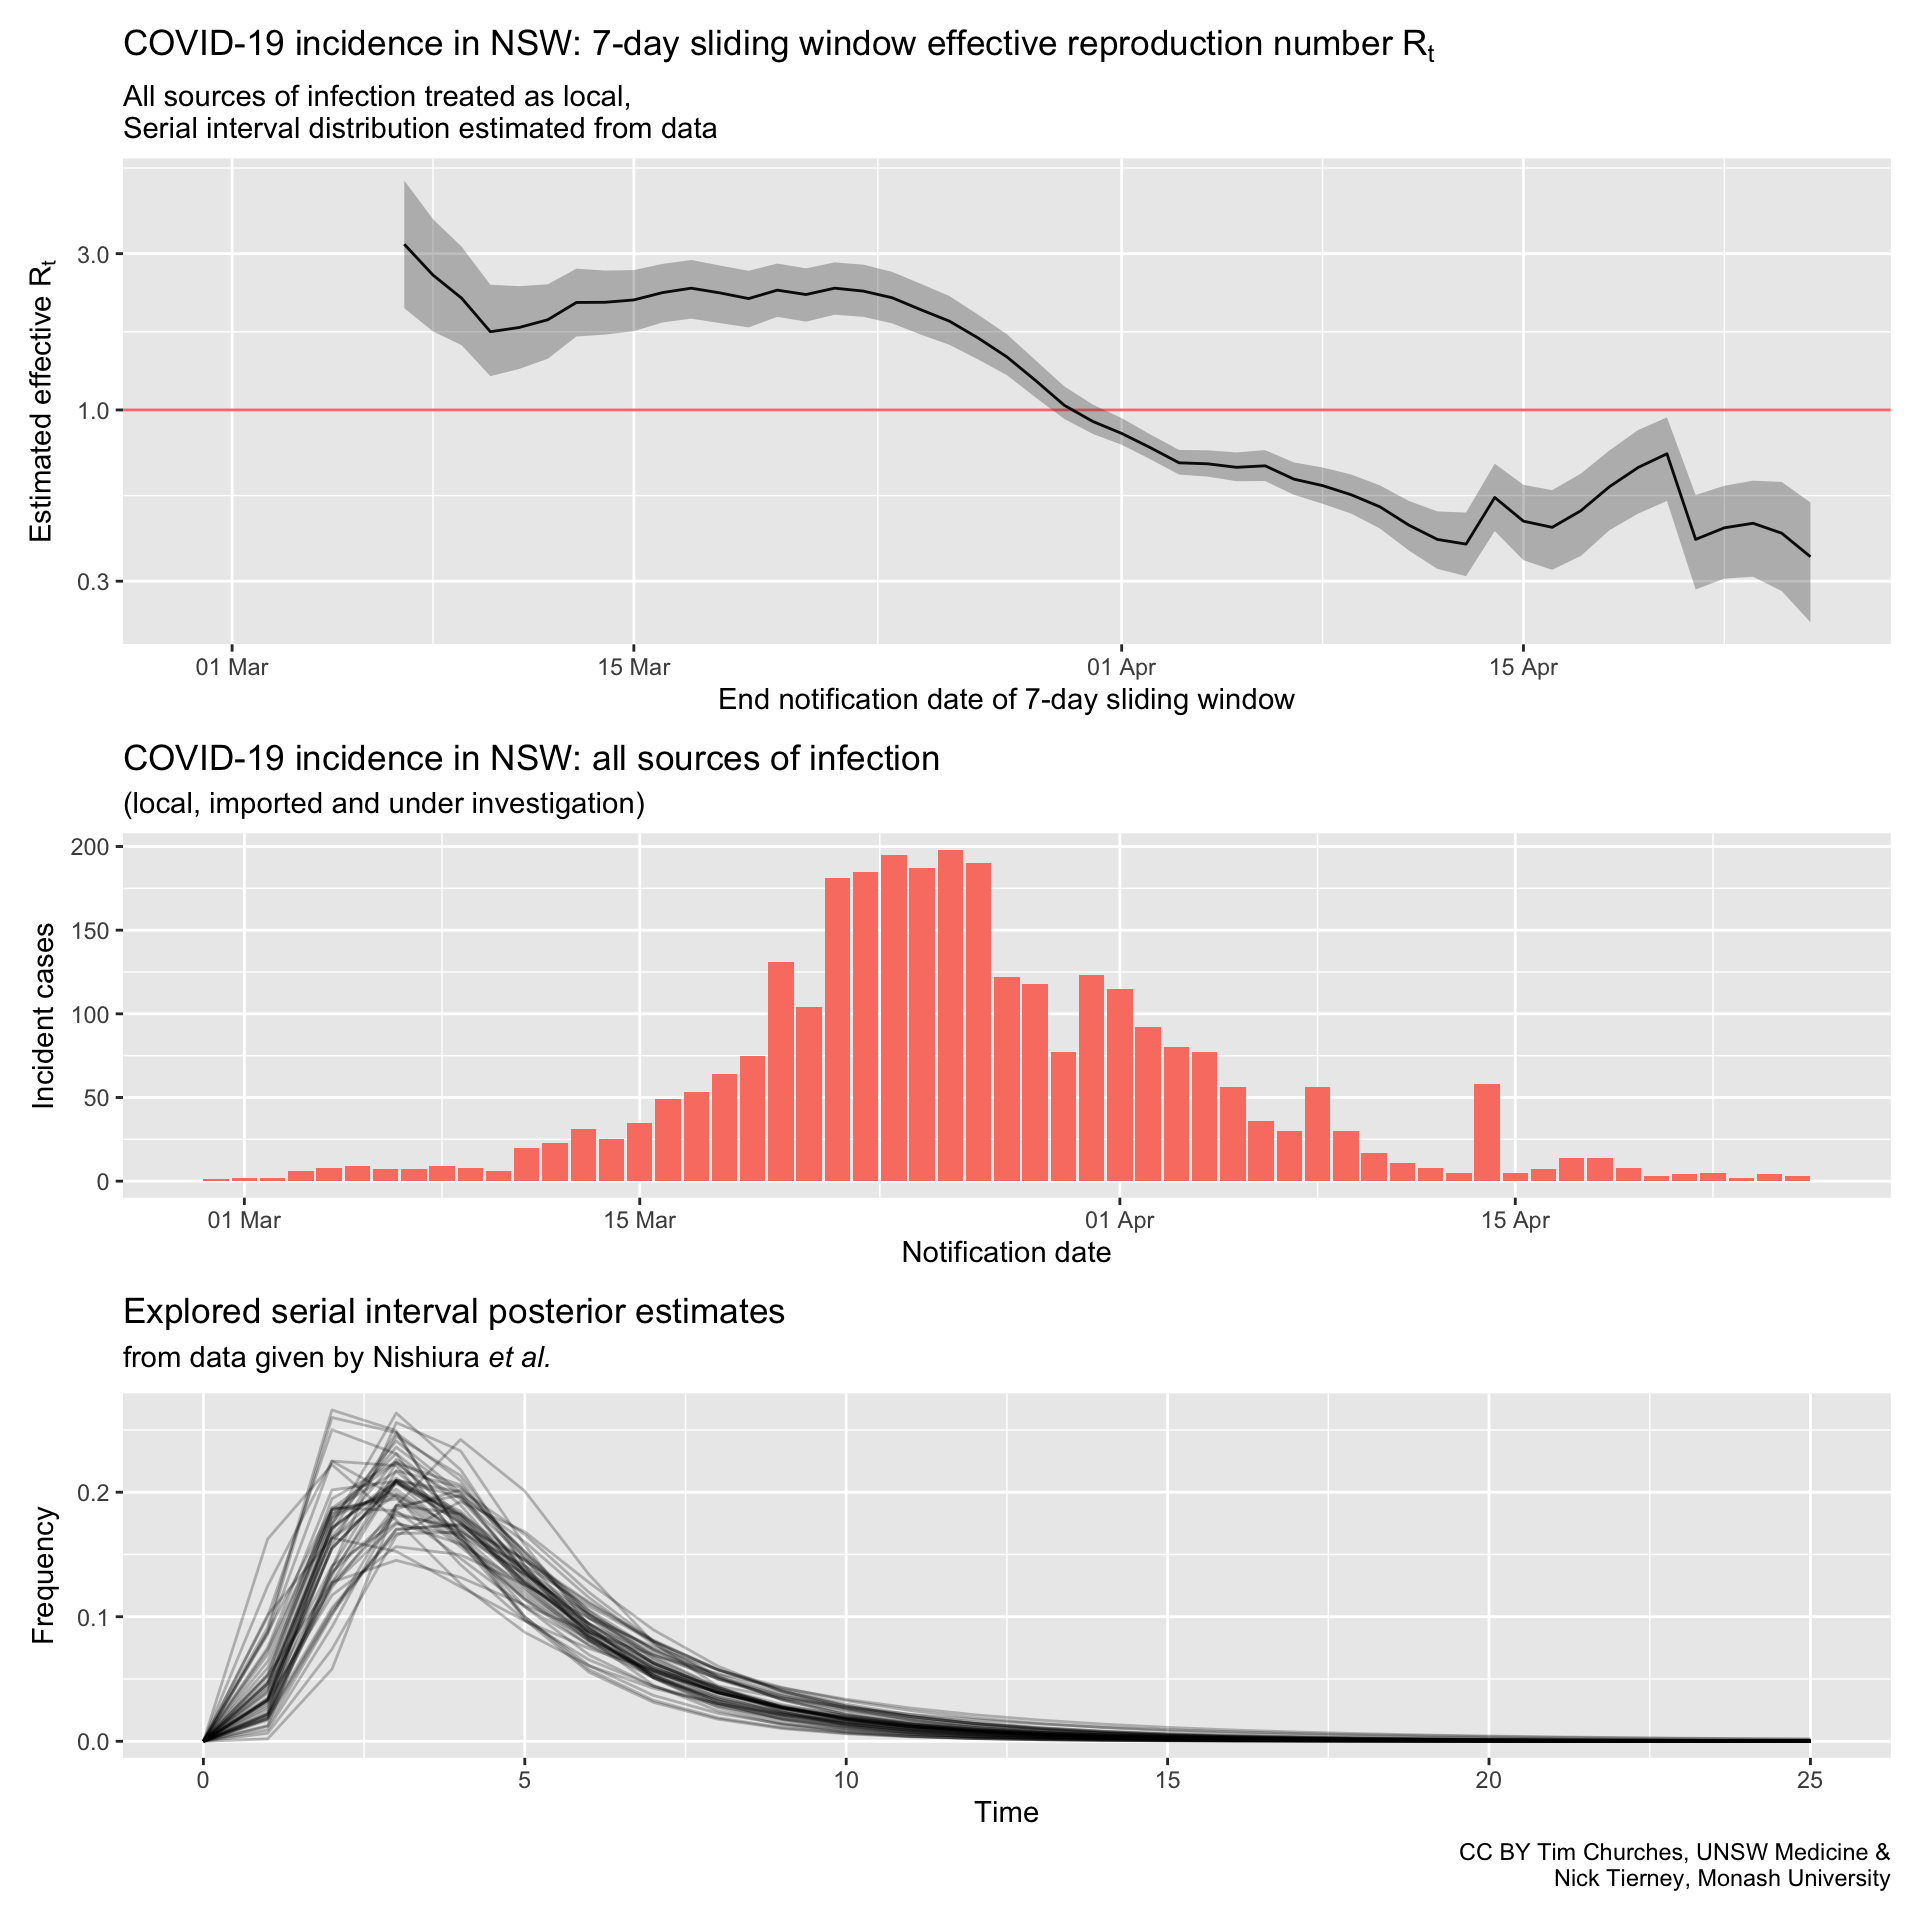 COVID-19 incidence in NSW: 7-day sliding window effective reproduction number Rt
All sources of infection treated as local,
Serial interval distribution estimated from data
Estimated effective Rt
3.0
1.0
0.3
01 Mar
15 Mar
01 Apr
15 Apr
End notification date of 7-day sliding window
COVID-19 incidence in NSW: all sources of infection
(local, imported and under investigation)
Incident cases
200
150
100
50
0
01 Mar
15 Mar
01 Apr
15 Apr
Notification date
Explored serial interval posterior estimates
from data given by Nishiura et al.
Frequency
0.2
0.1
0.0
0
5
10
15
20
25
Time
CC BY Tim Churches, UNSW Medicine &
Nick Tierney, Monash University